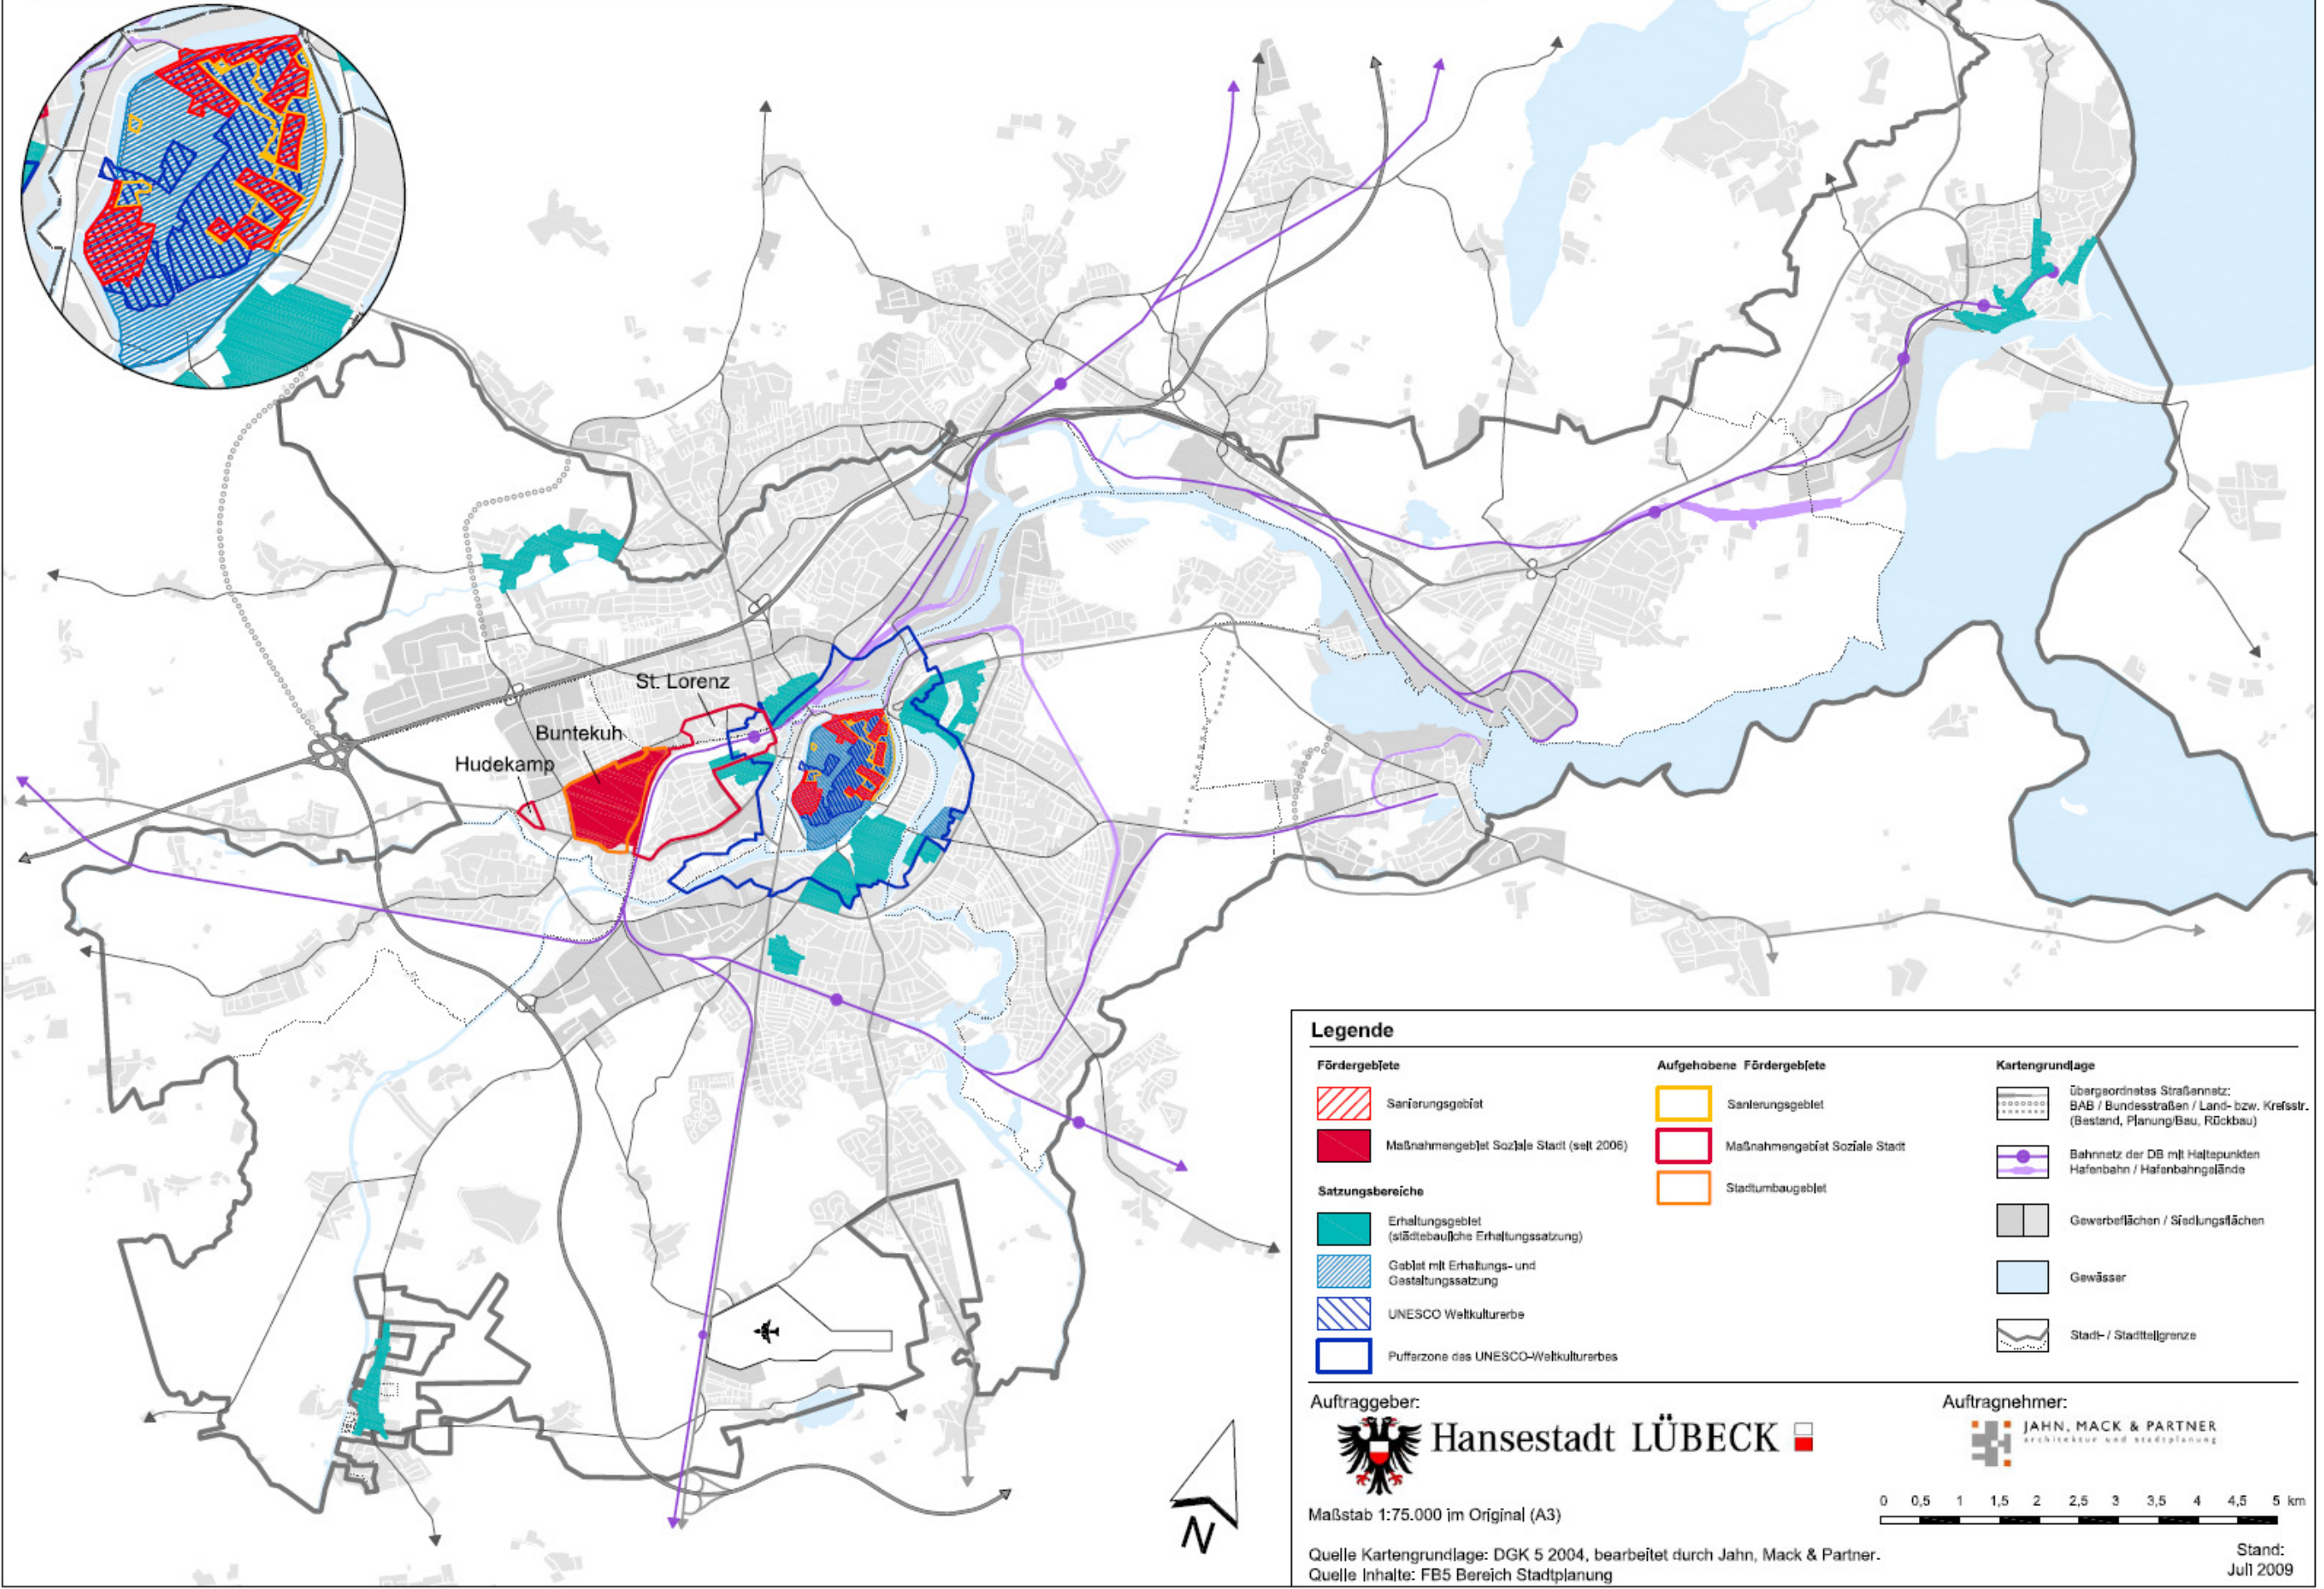 St. Lorenz
Buntekuh
Hudekamp
Legende
Fördergebiete
Sanierungsgebiet
Maßnahmengebiet Soziale Stadt (seit 2006)
Satzungsbereiche
Erhaltungsgebiet
(städtebauliche Erhaltungssatzung)
Gebiet mit Erhaltungs- und
Gestaltungssatzung
UNESCO Weltkulturerbe
Pufferzone des UNESCO-Weltkulturerbes
Aufgehobene Fördergebiete
Sanierungsgebiet
Maßnahmengebiet Soziale Stadt
Stadtumbaugebiet
Kartengrundlage
übergeordnetes Straßennetz:
BAB / Bundesstraßen / Land- bzw. Kreisstr.
(Bestand, Planung/Bau, Rückbau)
Bahnnetz der DB mit Haltepunkten
Hafenbahn / Hafenbahngelände
Gewerbeflächen / Siedlungsflächen
Gewässer
Stadt- / Stadtteilgrenze
Auftraggeber:
Hansestadt LÜBECK
Auftragnehmer:
JAHN, MACK & PARTNER
architektur und stadtplanung
N
Maßstab 1:75.000 im Original (A3)
0 0,5 1 1,5 2 2,5 3 3,5 4 4,5 5 km
Quelle Kartengrundlage: DGK 5 2004, bearbeitet durch Jahn, Mack & Partner.
Quelle Inhalte: FB5 Bereich Stadtplanung
Stand:
Juli 2009